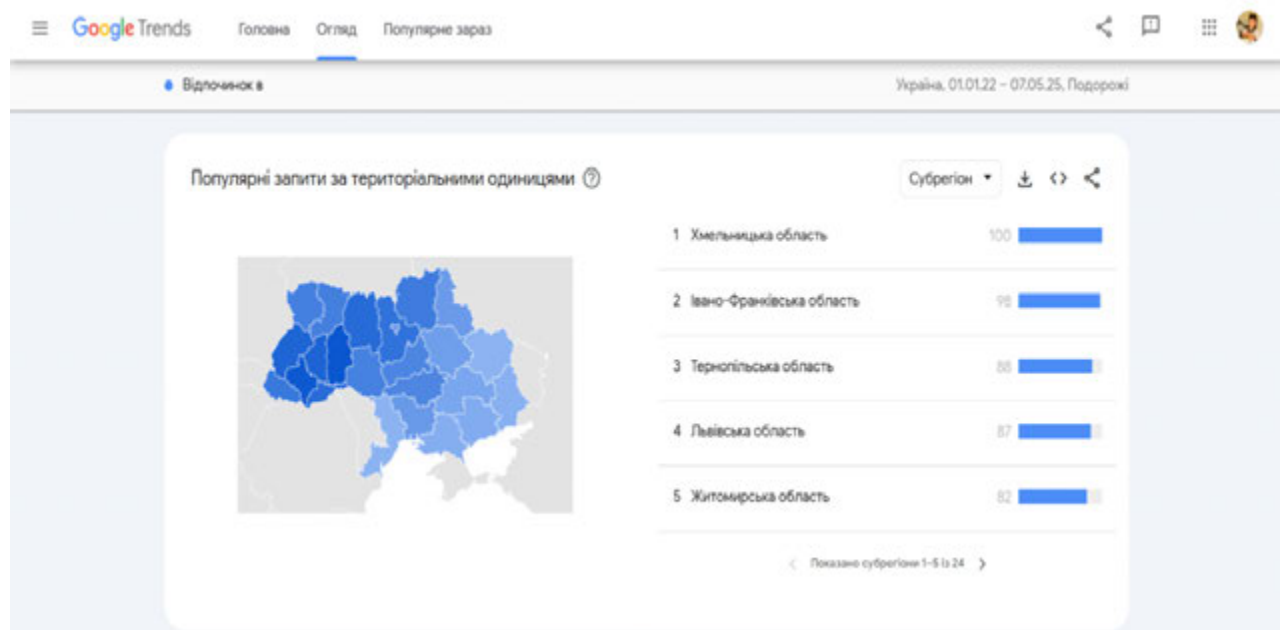 Google Trends Головна Огляд Популярне зараз
Відпочинок в Україна, 01.01.22 – 07.05.25, Подорожі
Популярні запити за територіальними одиницями Субрегіон
1 Хмельницька область 100
2 Івано-Франківська область 98
3 Тернопільська область 88
4 Львівська область 87
5 Житомирська область 82
Показано субрегіони 1–5 із 24